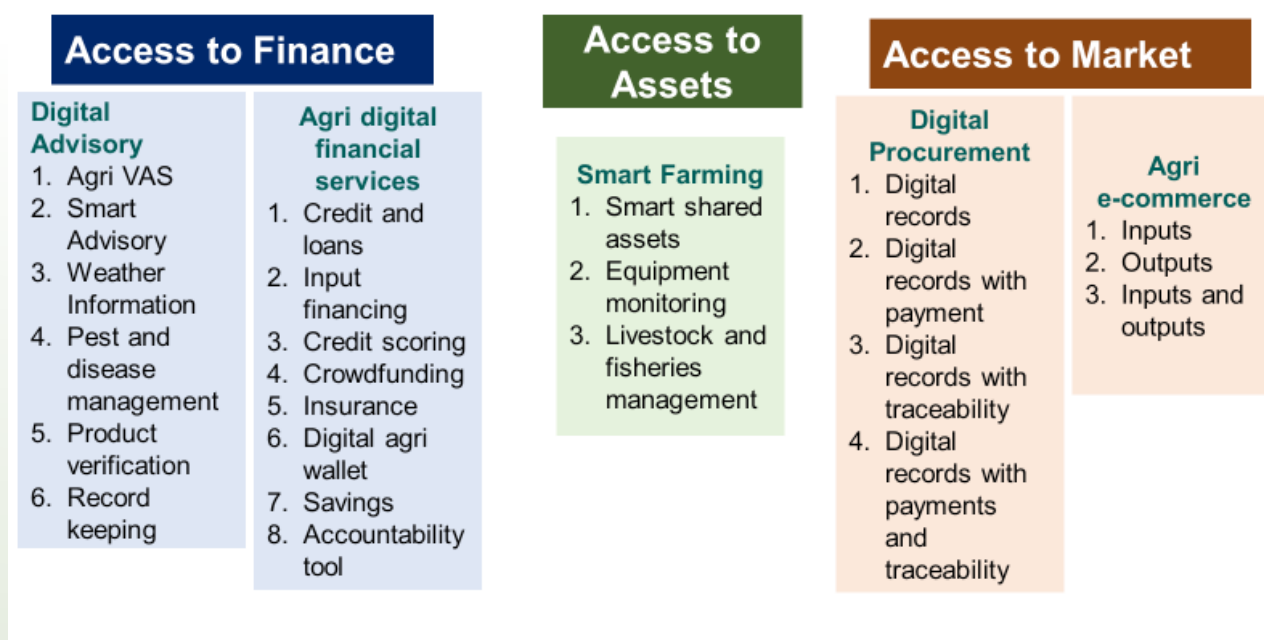 Access to Finance
Digital
Advisory
1. Agri VAS
2. Smart
Advisory
3. Weather
Information
4. Pest and
disease
management
5. Product
verification
6. Record
keeping
Agri digital
financial
services
1. Credit and
loans
2. Input
financing
3. Credit scoring
4. Crowdfunding
5. Insurance
6. Digital agri
wallet
7. Savings
8. Accountability
tool
Access to
Assets
Smart Farming
1. Smart shared
assets
2. Equipment
monitoring
3. Livestock and
fisheries
management
Access to Market
Digital
Procurement
1. Digital
records
2. Digital
records with
payment
3. Digital
records with
traceability
4. Digital
records with
payments
and
traceability
Agri
e-commerce
1. Inputs
2. Outputs
3. Inputs and
outputs